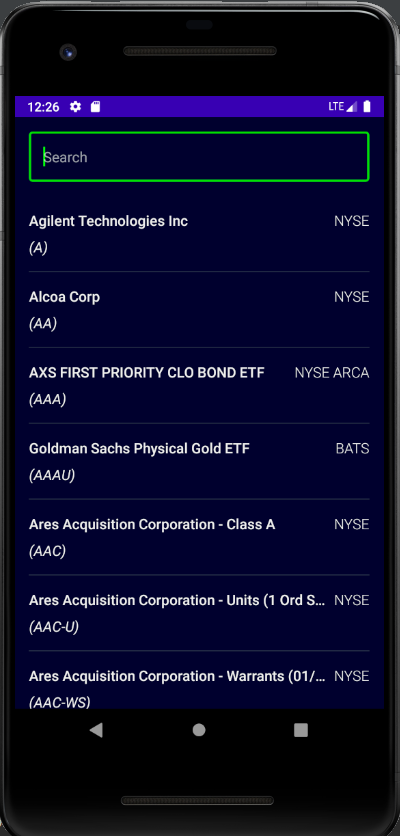 12:26 LTE
Search
Agilent Technologies Inc NYSE
(A)
Alcoa Corp NYSE
(AA)
AXS FIRST PRIORITY CLO BOND ETF NYSE ARCA
(AAA)
Goldman Sachs Physical Gold ETF BATS
(AAAU)
Ares Acquisition Corporation - Class A NYSE
(AAC)
Ares Acquisition Corporation - Units (1 Ord S... NYSE
(AAC-U)
Ares Acquisition Corporation - Warrants (01/... NYSE
(AAC-WS)